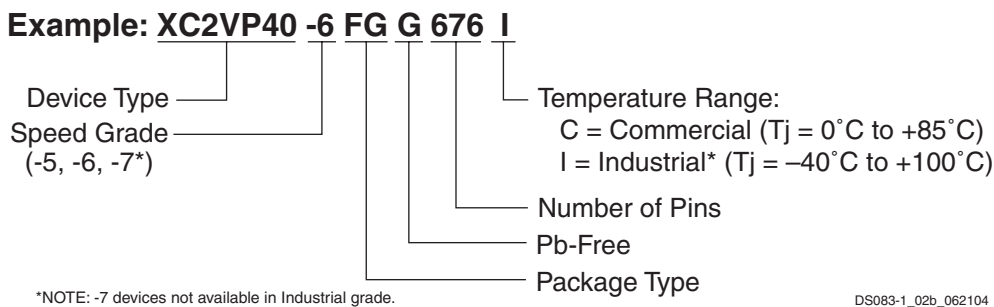 Example: XC2VP40 -6 FG G 676 I
Device Type
Speed Grade
(-5, -6, -7*)
Temperature Range:
C = Commercial (Tj = 0˚C to +85˚C)
I = Industrial* (Tj = –40˚C to +100˚C)
Number of Pins
Pb-Free
Package Type
*NOTE: -7 devices not available in Industrial grade.
DS083-1_02b_062104